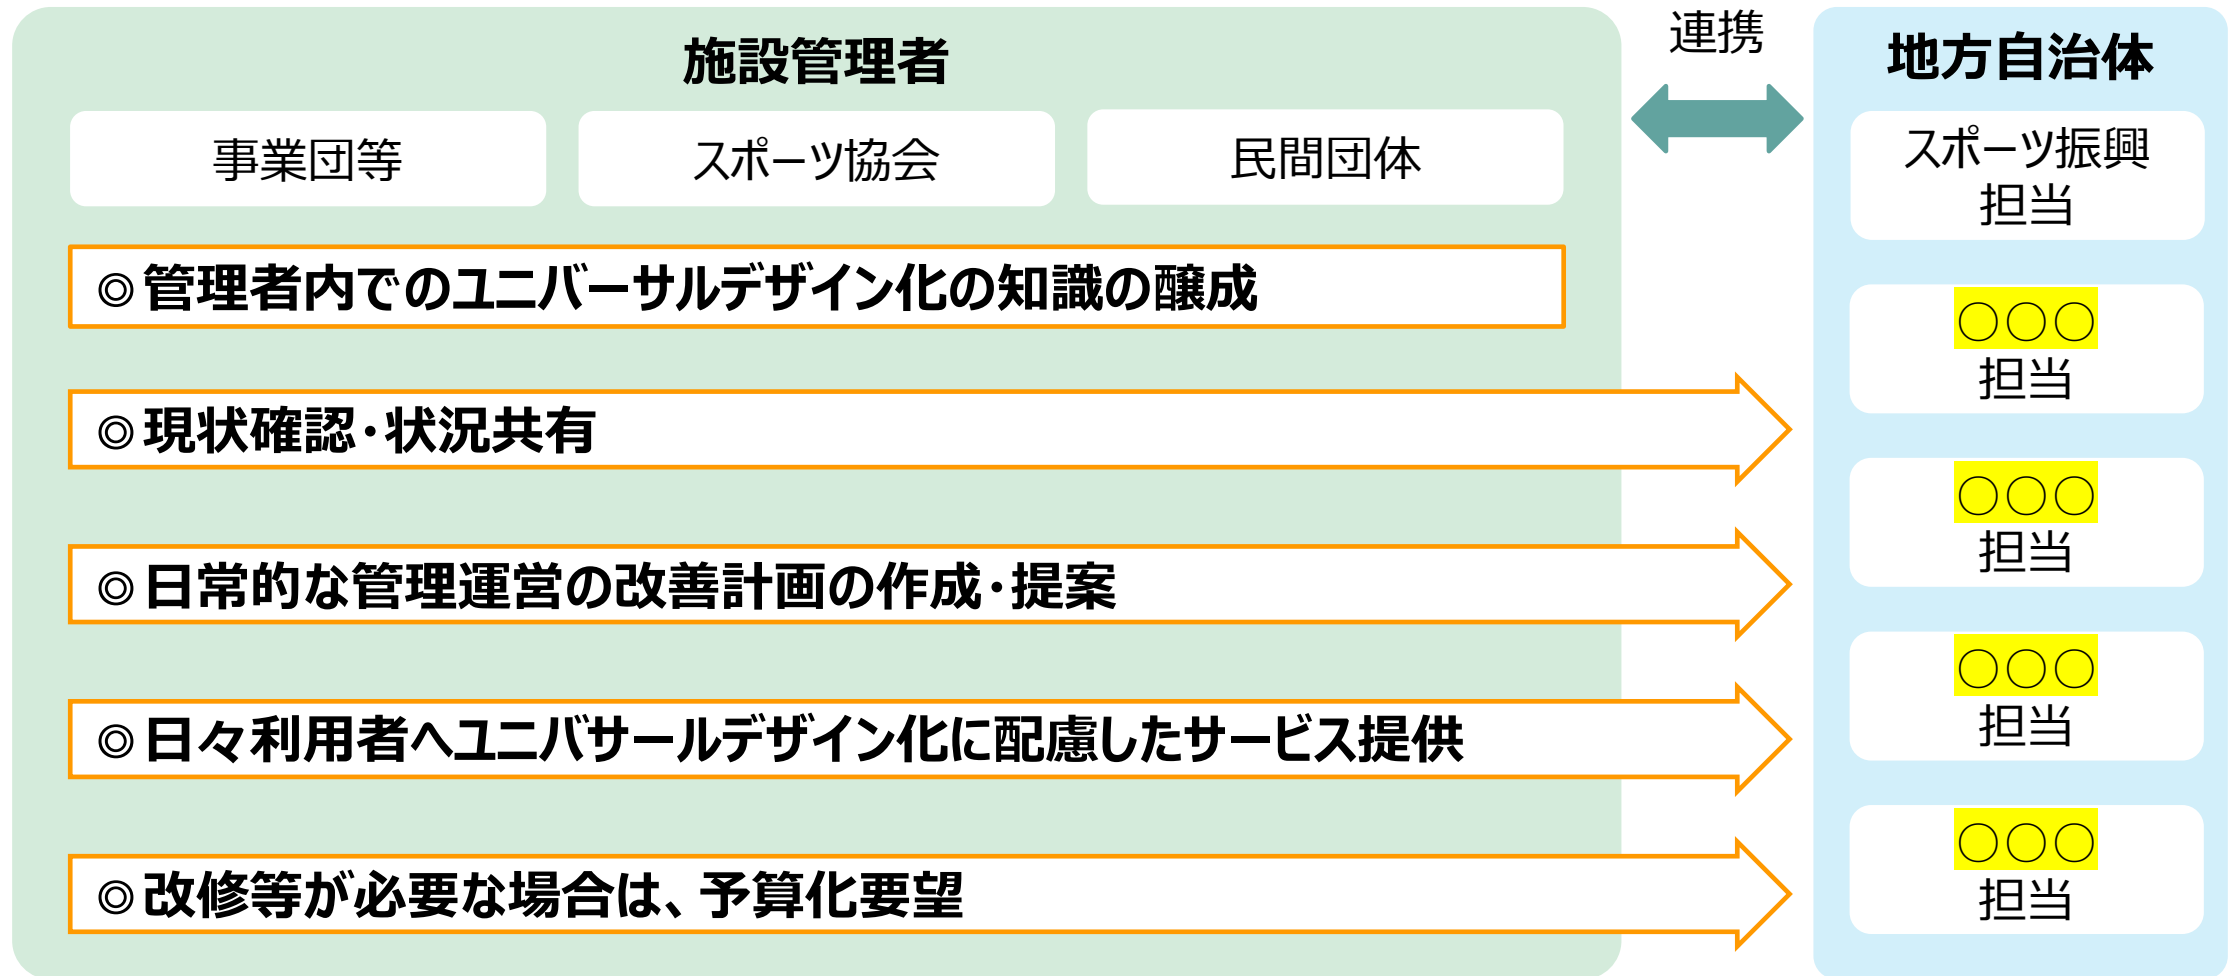 施設管理者
事業団等
スポーツ協会
民間団体
◎管理者内でのユニバーサルデザイン化の知識の醸成
◎現状確認・状況共有
◎日常的な管理運営の改善計画の作成・提案
◎日々利用者へユニバサールデザイン化に配慮したサービス提供
◎改修等が必要な場合は、予算化要望
連携
地方自治体
スポーツ振興
担当
〇〇〇
担当
〇〇〇
担当
〇〇〇
担当
〇〇〇
担当